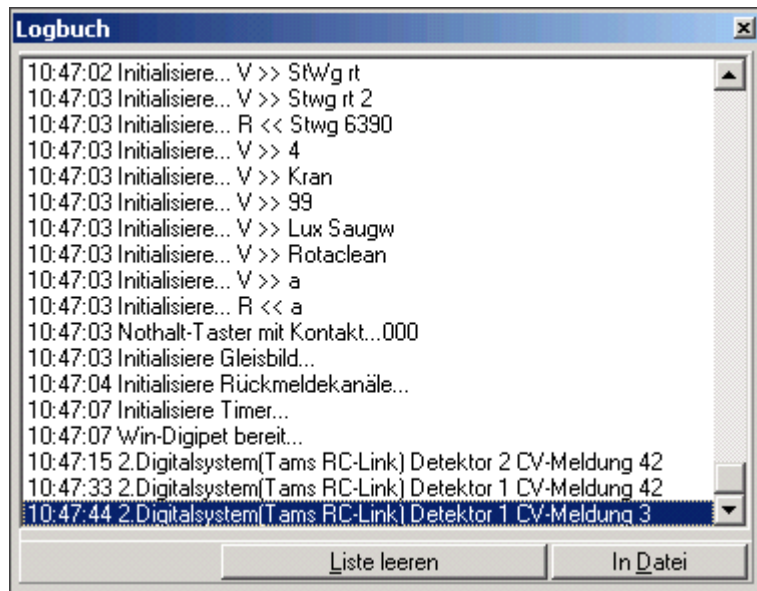 Logbuch
10:47:02 Initialisiere... V >> StWg rt
10:47:03 Initialisiere... V >> Stwg rt 2
10:47:03 Initialisiere... R << Stwg 6390
10:47:03 Initialisiere... V >> 4
10:47:03 Initialisiere... V >> Kran
10:47:03 Initialisiere... V >> 99
10:47:03 Initialisiere... V >> Lux Saugw
10:47:03 Initialisiere... V >> Rotaclean
10:47:03 Initialisiere... V >> a
10:47:03 Initialisiere... R << a
10:47:03 Nothalt-Taster mit Kontakt...000
10:47:03 Initialisiere Gleisbild...
10:47:04 Initialisiere Rückmeldekanäle...
10:47:07 Initialisiere Timer...
10:47:07 Win-Digipet bereit...
10:47:15 2.Digitalsystem(Tams RC-Link) Detektor 2 CV-Meldung 42
10:47:33 2.Digitalsystem(Tams RC-Link) Detektor 1 CV-Meldung 42
10:47:44 2.Digitalsystem(Tams RC-Link) Detektor 1 CV-Meldung 3
Liste leeren
In Datei